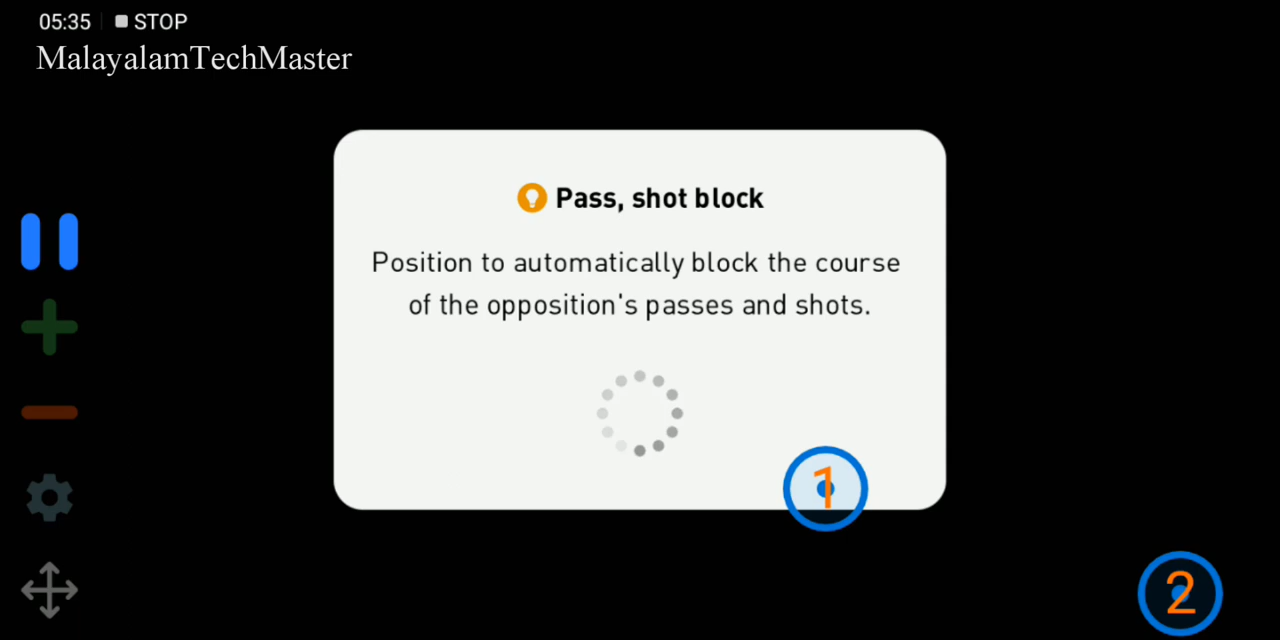 05:35 STOP
MalayalamTechMaster
Pass, shot block
Position to automatically block the course
of the opposition's passes and shots.
1
2